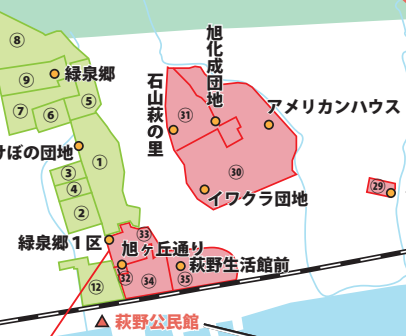 ⑧
⑨
緑泉郷
⑦
⑥
⑤
けぼの団地
①
③
④
②
緑泉郷1区
⑫
石山萩の里
旭化成団地
㉛
アメリカンハウス
㉚
イワクラ団地
㉙
㉝
旭ヶ丘通り
萩野生活館前
㉜
㉞
㉟
萩野公民館